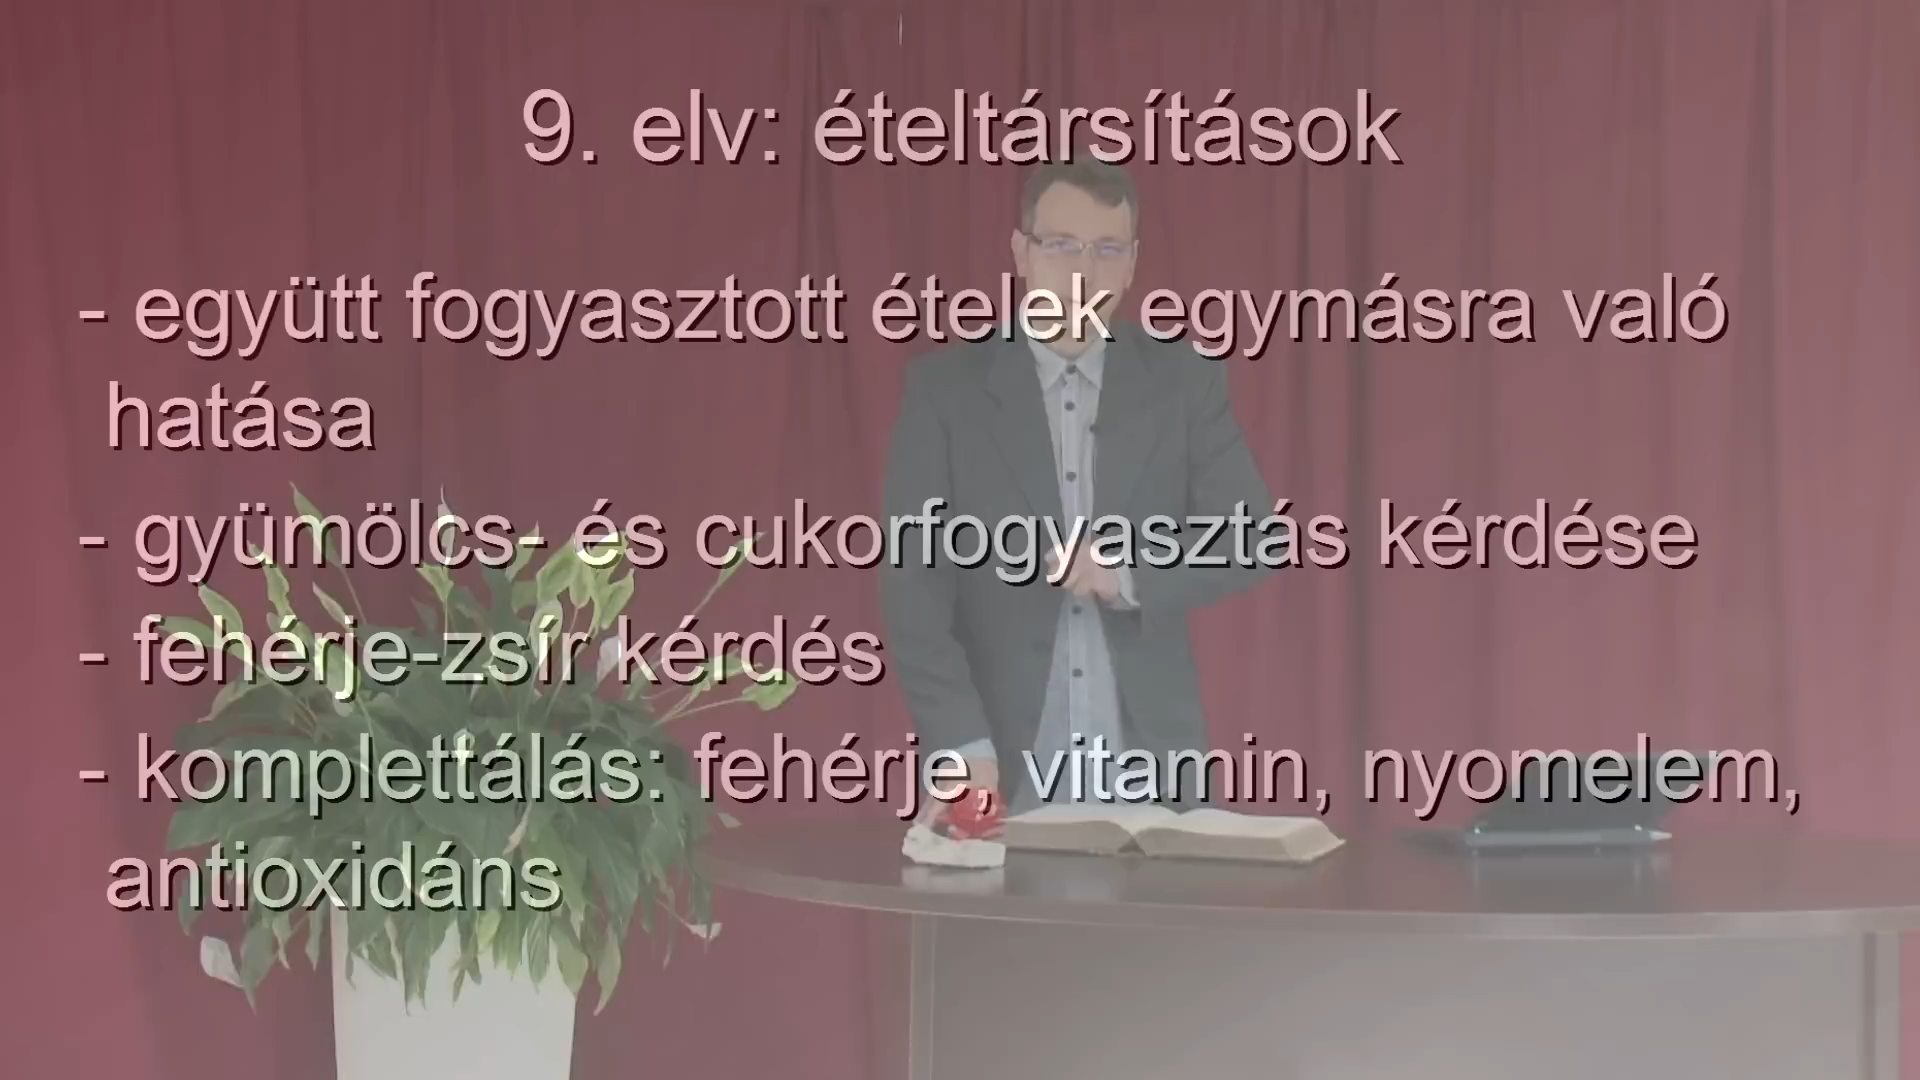 9. elv: ételtársítások
- együtt fogyasztott ételek egymásra való
hatása
- gyümölcs- és cukorfogyasztás kérdése
- fehérje-zsír kérdés
- komplettálás: fehérje, vitamin, nyomelem,
antioxidáns